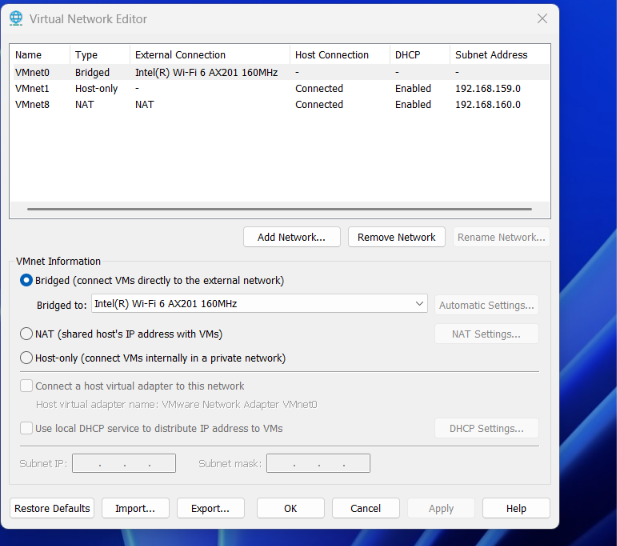 Virtual Network Editor
Name Type External Connection Host Connection DHCP Subnet Address
VMnet0 Bridged Intel(R) Wi-Fi 6 AX201 160MHz - - -
VMnet1 Host-only - Connected Enabled 192.168.159.0
VMnet8 NAT NAT Connected Enabled 192.168.160.0
Add Network... Remove Network Rename Network...
VMnet Information
Bridged (connect VMs directly to the external network)
Bridged to: Intel(R) Wi-Fi 6 AX201 160MHz Automatic Settings...
NAT (shared host's IP address with VMs) NAT Settings...
Host-only (connect VMs internally in a private network)
Connect a host virtual adapter to this network
Host virtual adapter name: VMware Network Adapter VMnet0
Use local DHCP service to distribute IP address to VMs DHCP Settings...
Subnet IP: . . . Subnet mask: . . .
Restore Defaults Import... Export... OK Cancel Apply Help